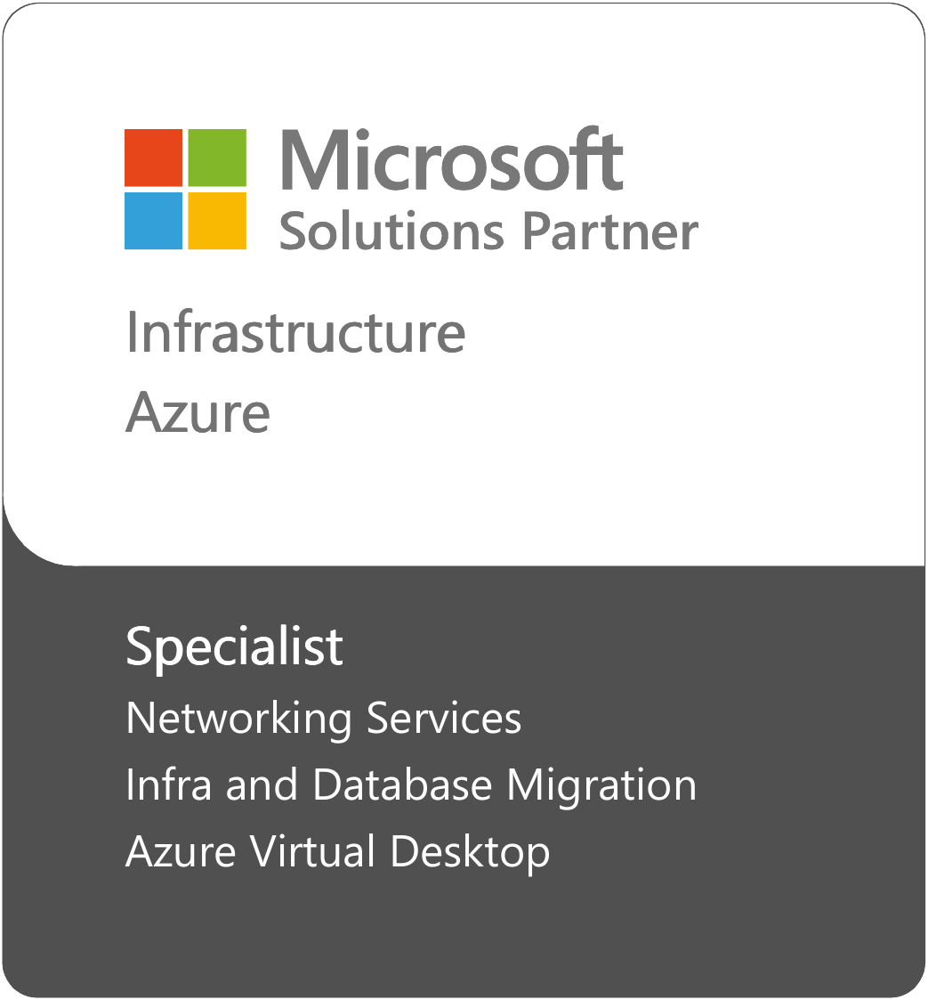 Microsoft
Solutions Partner
Infrastructure
Azure
Specialist
Networking Services
Infra and Database Migration
Azure Virtual Desktop